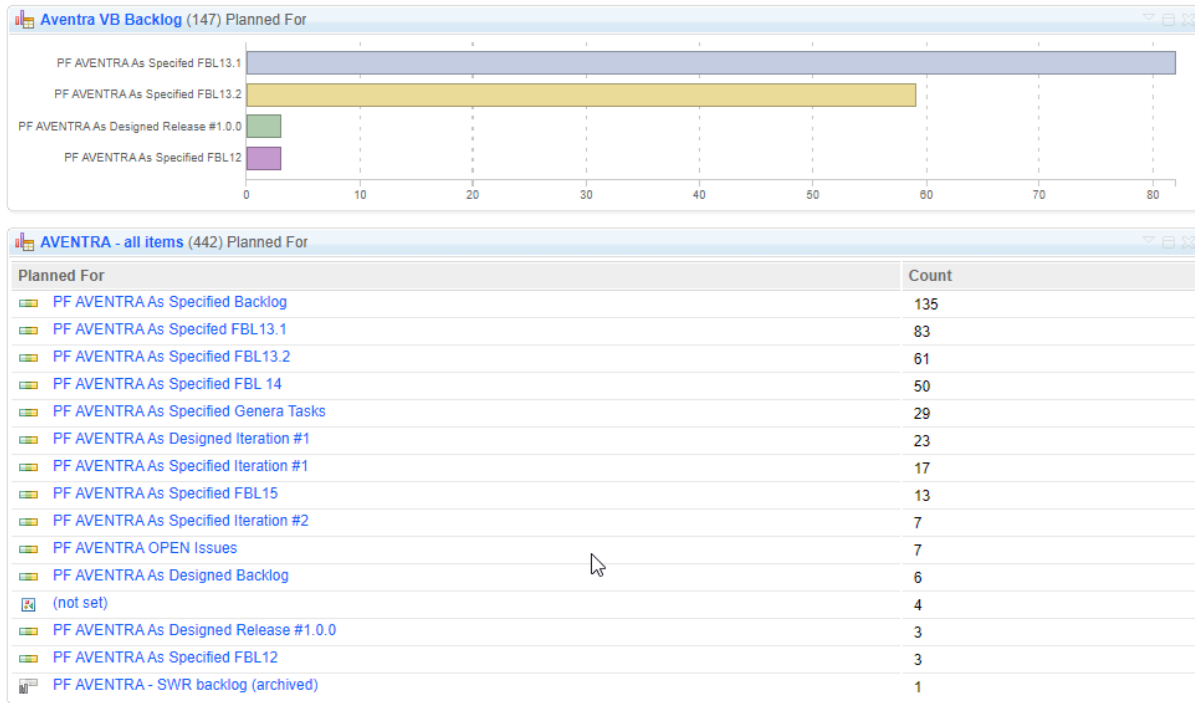 Aventra VB Backlog (147) Planned For
PF AVENTRA As Specifed FBL13.1
PF AVENTRA As Specified FBL13.2
PF AVENTRA As Designed Release #1.0.0
PF AVENTRA As Specified FBL12
0 10 20 30 40 50 60 70 80
AVENTRA - all items (442) Planned For
Planned For Count
PF AVENTRA As Specified Backlog 135
PF AVENTRA As Specifed FBL13.1 83
PF AVENTRA As Specified FBL13.2 61
PF AVENTRA As Specified FBL 14 50
PF AVENTRA As Specified Genera Tasks 29
PF AVENTRA As Designed Iteration #1 23
PF AVENTRA As Specified Iteration #1 17
PF AVENTRA As Specified FBL15 13
PF AVENTRA As Specified Iteration #2 7
PF AVENTRA OPEN Issues 7
PF AVENTRA As Designed Backlog 6
(not set) 4
PF AVENTRA As Designed Release #1.0.0 3
PF AVENTRA As Specified FBL12 3
PF AVENTRA - SWR backlog (archived) 1